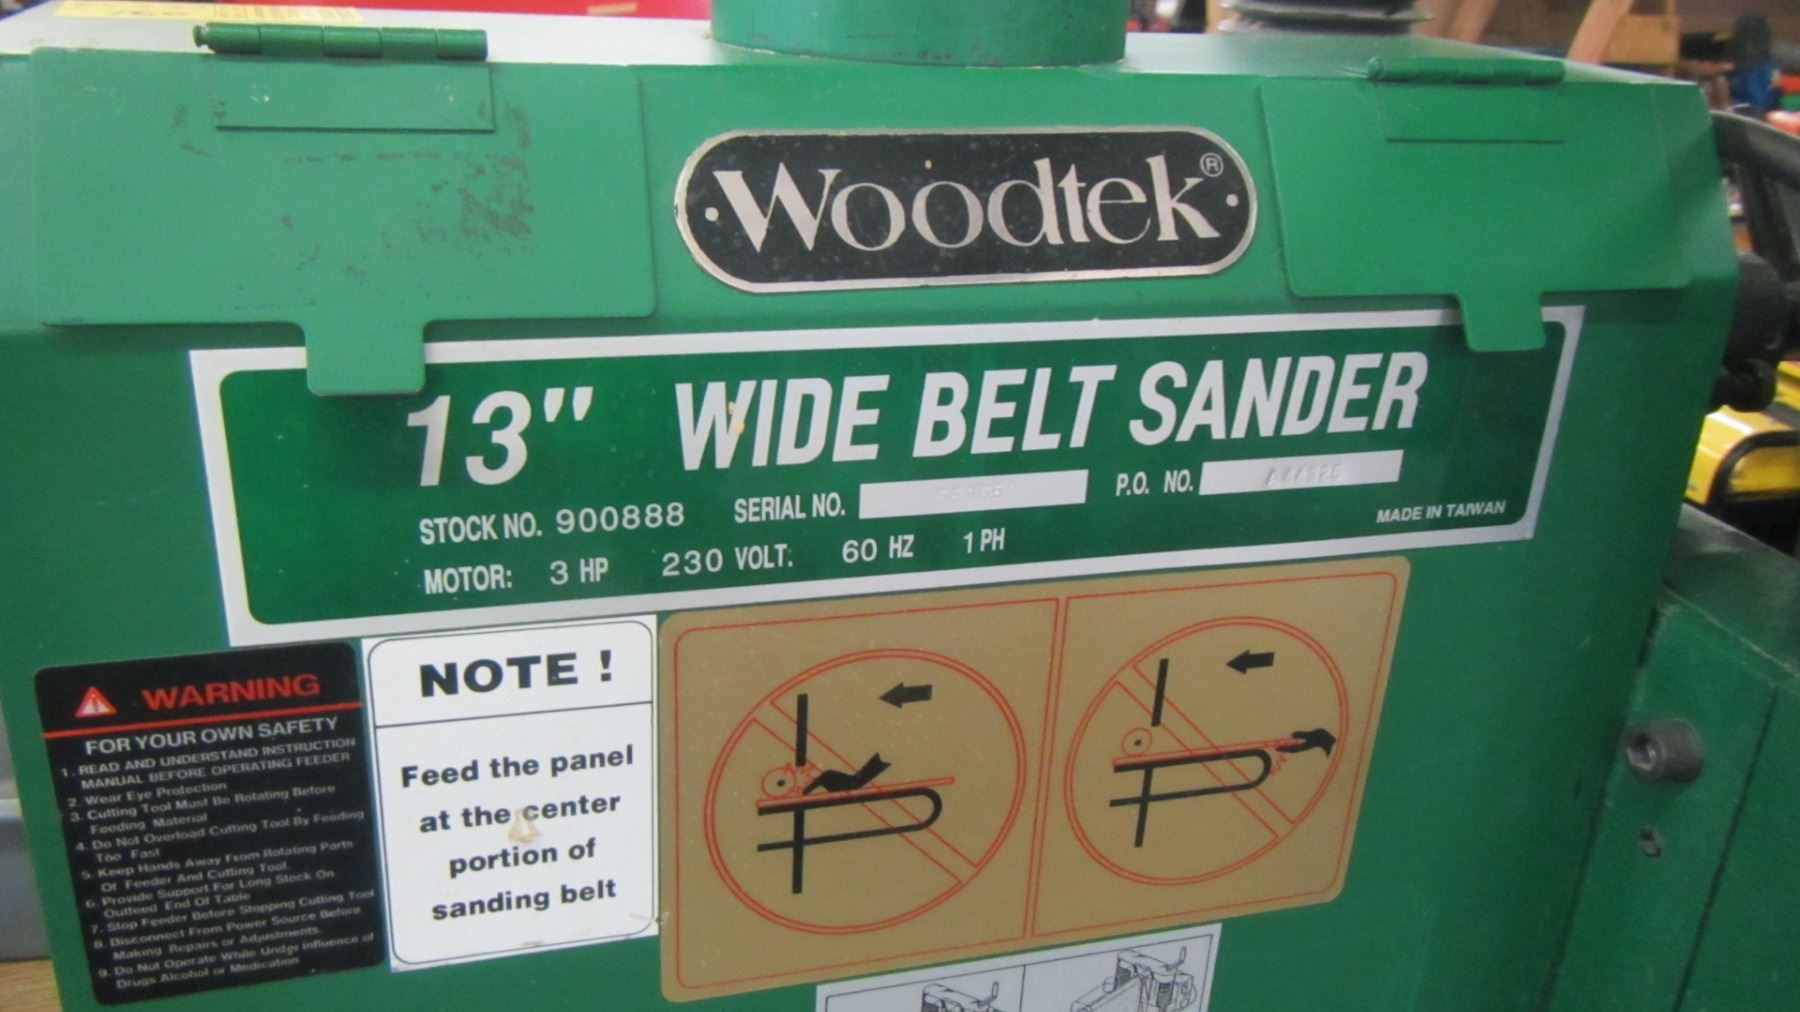 Woodtek®
13" WIDE BELT SANDER
STOCK NO. 900888 SERIAL NO. P.O. NO.
MOTOR: 3 HP 230 VOLT. 60 HZ 1 PH
MADE IN TAIWAN
WARNING
FOR YOUR OWN SAFETY
1. READ AND UNDERSTAND INSTRUCTION
MANUAL BEFORE OPERATING FEEDER
2. Wear Eye Protection
3. Cutting Tool Must Be Rotating Before
Feeding Material
4. Do Not Overload Cutting Tool By Feeding
Too Fast
5. Keep Hands Away From Rotating Parts
Of Feeder And Cutting Tool.
6. Provide Support For Long Stock On
Outfeed End Of Table
7. Stop Feeder Before Stopping Cutting Tool
8. Disconnect From Power Source Before
Making Repairs or Adjustments.
9. Do Not Operate While Under influence of
Drugs Alcohol or Medication
NOTE !
Feed the panel
at the center
portion of
sanding belt